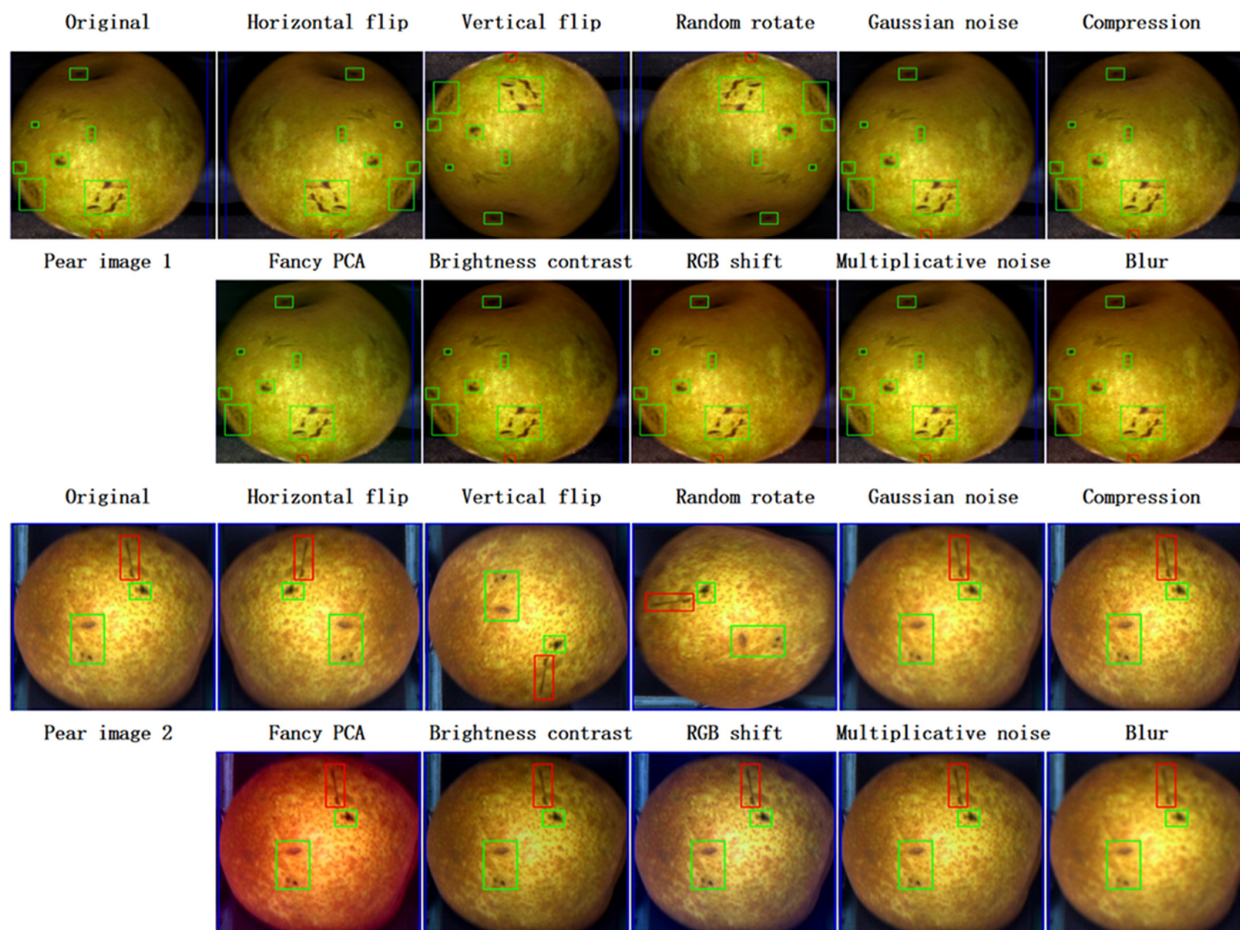 Original Horizontal flip Vertical flip Random rotate Gaussian noise Compression
Pear image 1 Fancy PCA Brightness contrast RGB shift Multiplicative noise Blur
Original Horizontal flip Vertical flip Random rotate Gaussian noise Compression
Pear image 2 Fancy PCA Brightness contrast RGB shift Multiplicative noise Blur